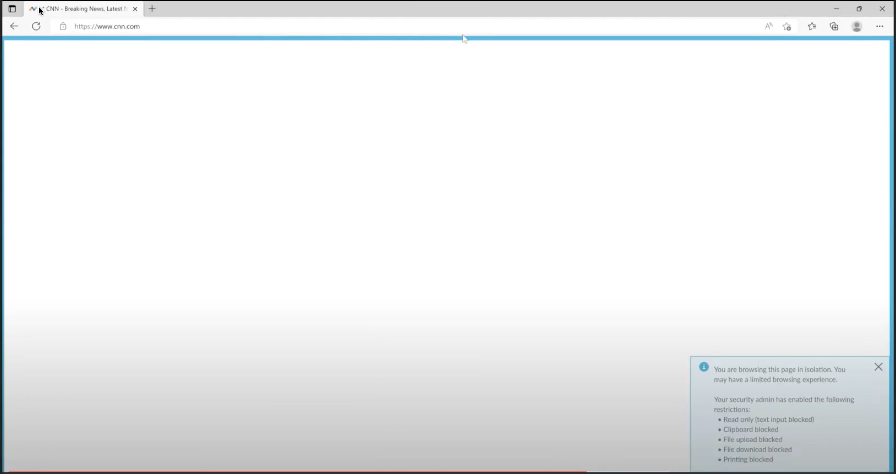 CNN - Breaking News, Latest
https://www.cnn.com
You are browsing this page in isolation. You
may have a limited browsing experience.
Your security admin has enabled the following
restrictions:
• Read only (text input blocked)
• Clipboard blocked
• File upload blocked
• File download blocked
• Printing blocked